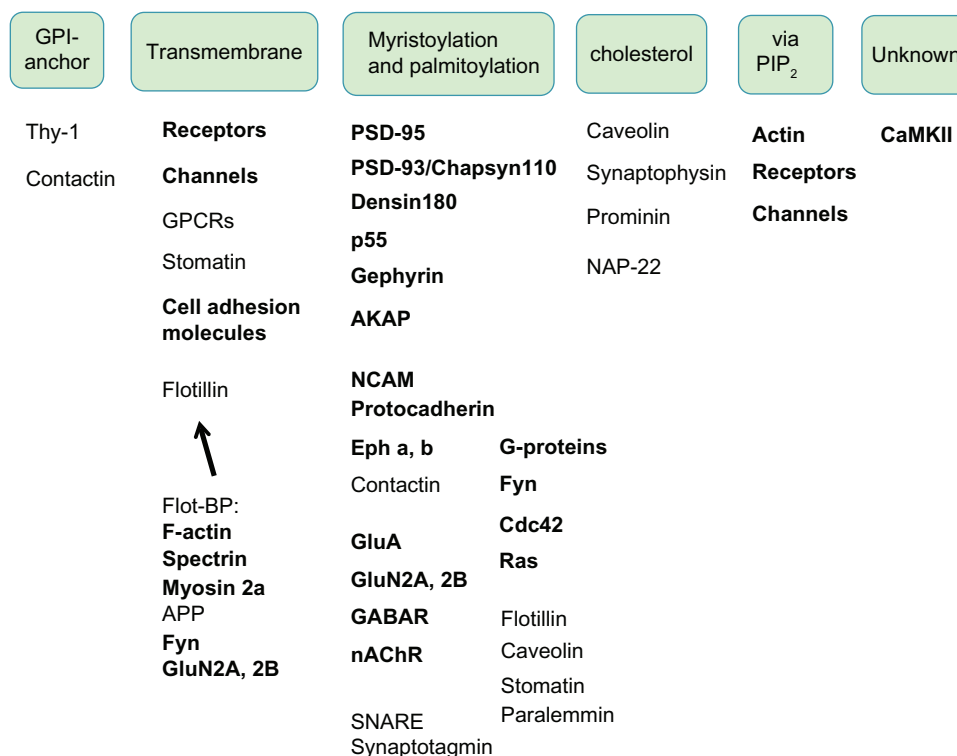 GPI-
anchor
Transmembrane
Myristoylation
and palmitoylation
cholesterol
via
PIP₂
Unknown
Thy-1
Contactin
Receptors
Channels
GPCRs
Stomatin
Cell adhesion
molecules
Flotillin
Flot-BP:
F-actin
Spectrin
Myosin 2a
APP
Fyn
GluN2A, 2B
PSD-95
PSD-93/Chapsyn110
Densin180
p55
Gephyrin
AKAP
NCAM
Protocadherin
Eph a, b
Contactin
GluA
GluN2A, 2B
GABAR
nAChR
SNARE
Synaptotagmin
G-proteins
Fyn
Cdc42
Ras
Flotillin
Caveolin
Stomatin
Paralemmin
Caveolin
Synaptophysin
Prominin
NAP-22
Actin
Receptors
Channels
CaMKII